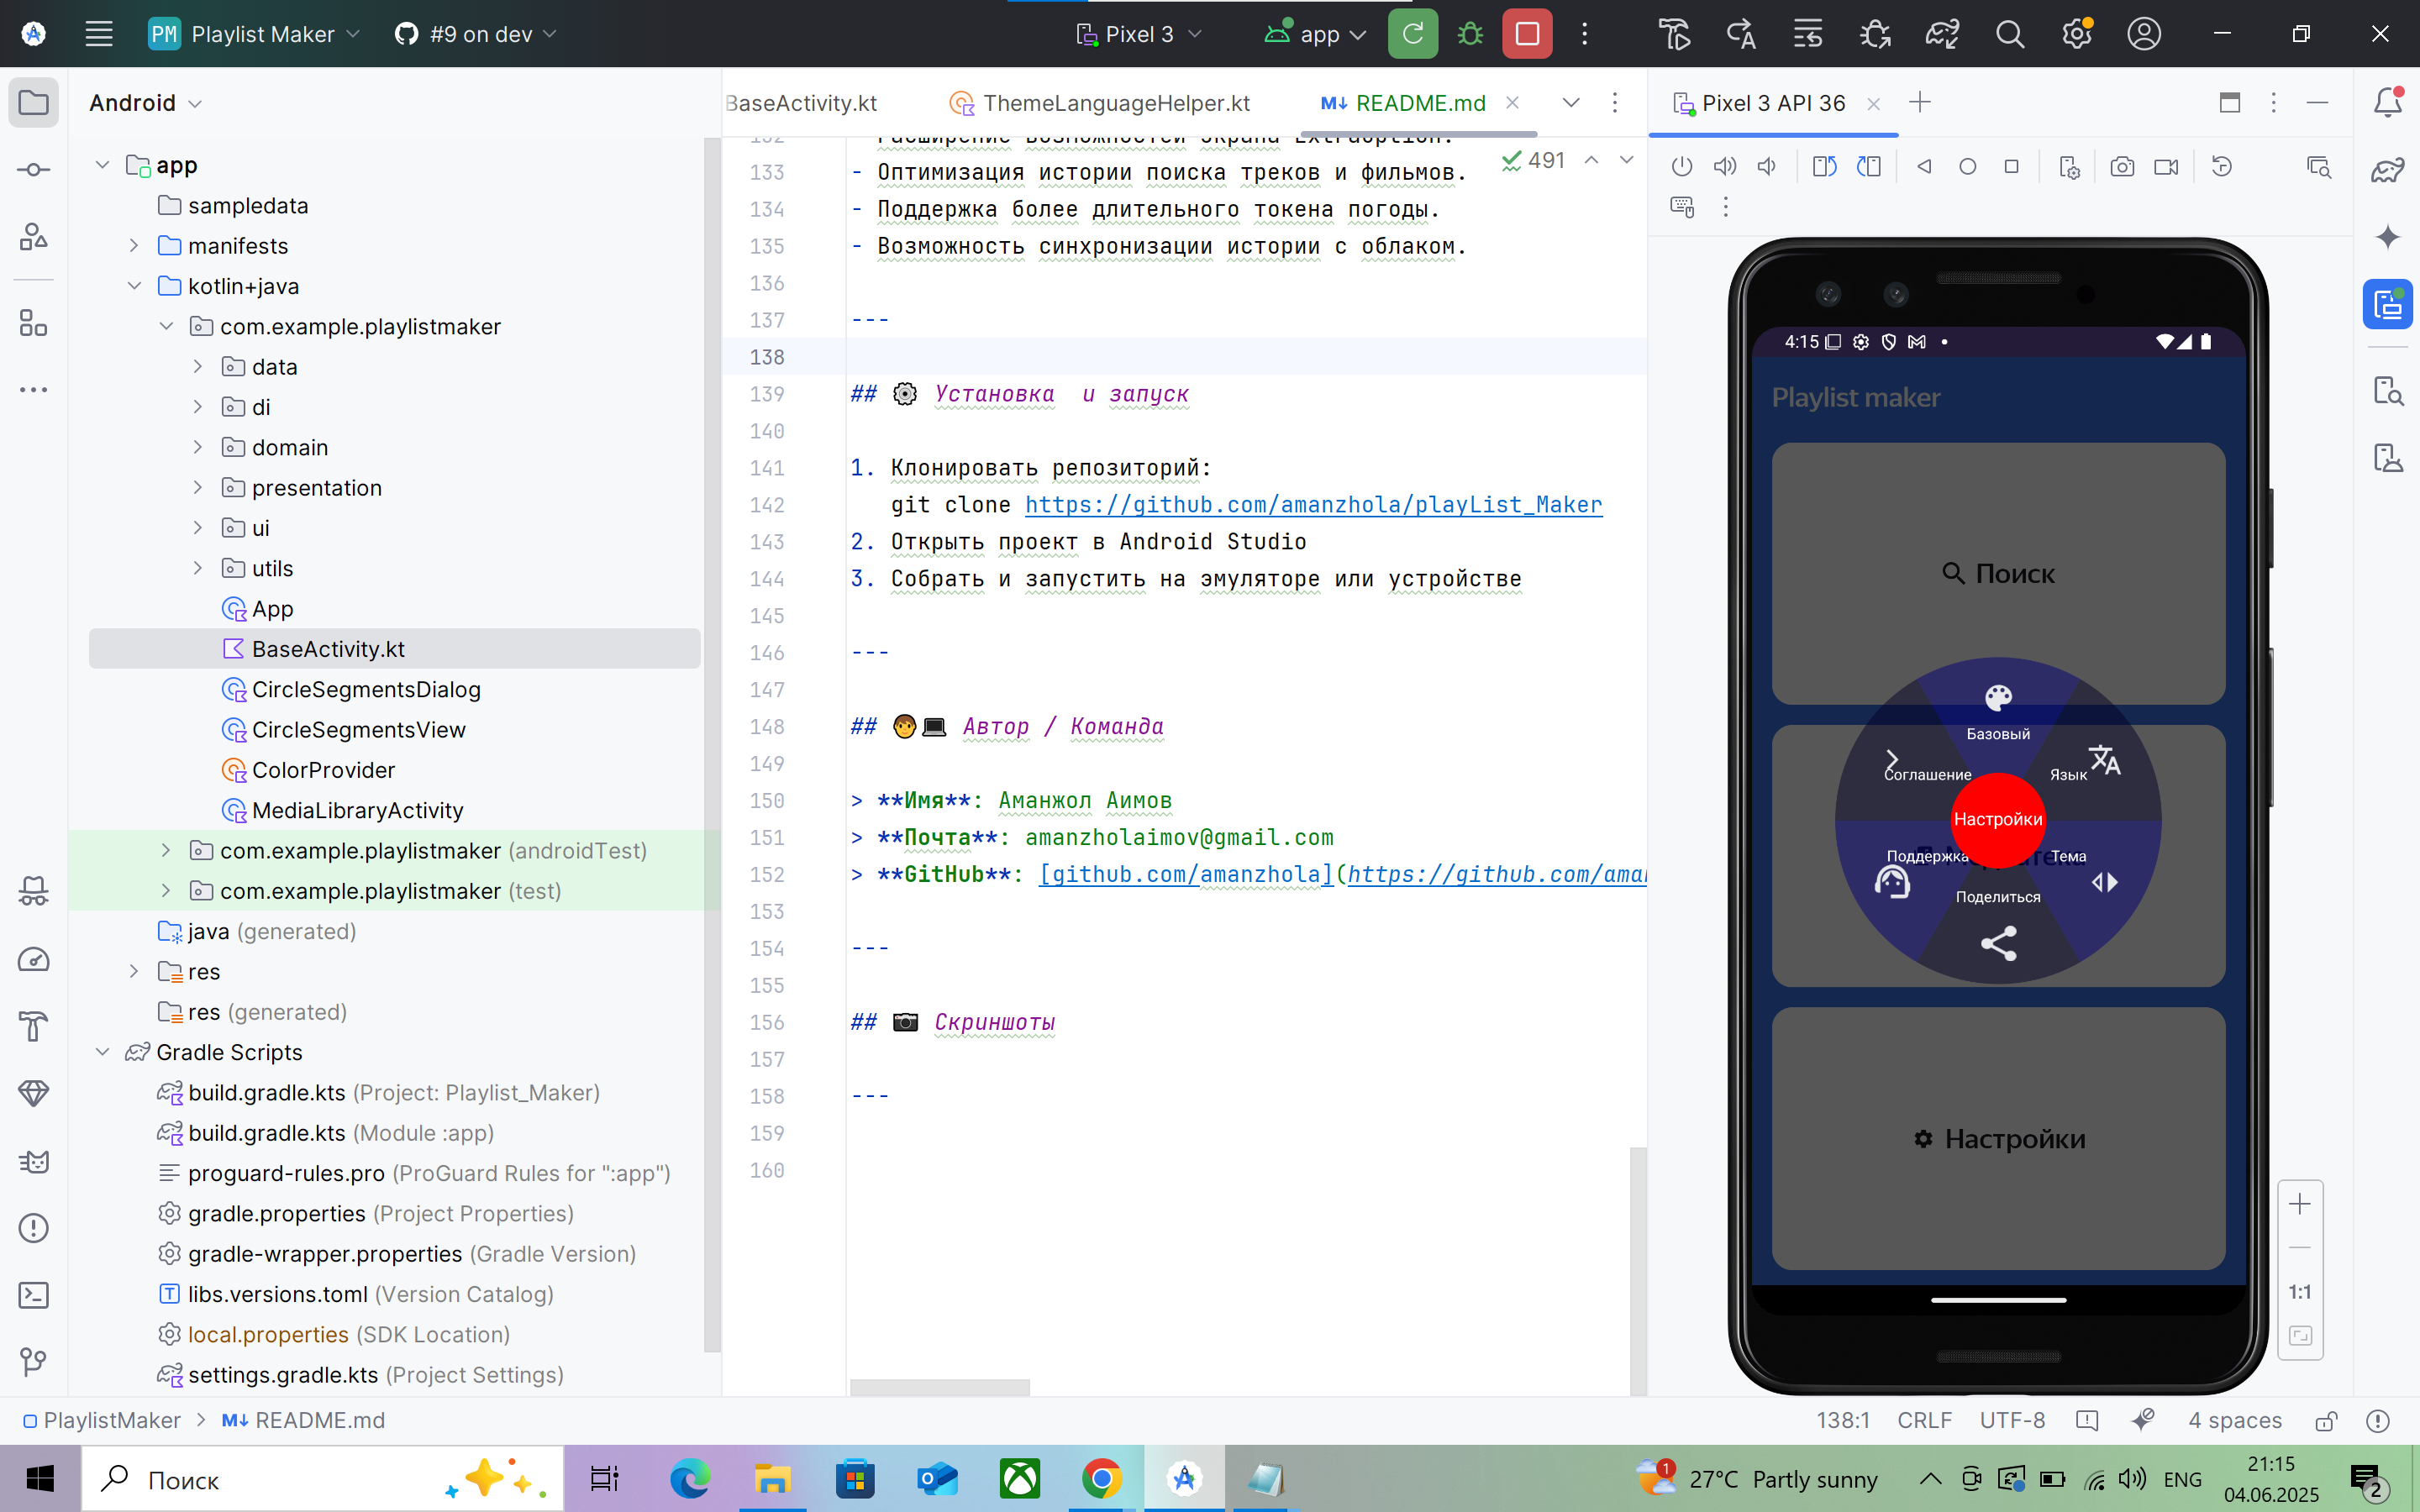 PM Playlist Maker #9 on dev Pixel 3 app
Android
app
sampledata
manifests
kotlin+java
com.example.playlistmaker
data
di
domain
presentation
ui
utils
App
BaseActivity.kt
CircleSegmentsDialog
CircleSegmentsView
ColorProvider
MediaLibraryActivity
com.example.playlistmaker (androidTest)
com.example.playlistmaker (test)
java (generated)
res
res (generated)
Gradle Scripts
build.gradle.kts (Project: Playlist_Maker)
build.gradle.kts (Module :app)
proguard-rules.pro (ProGuard Rules for ":app")
gradle.properties (Project Properties)
gradle-wrapper.properties (Gradle Version)
libs.versions.toml (Version Catalog)
local.properties (SDK Location)
settings.gradle.kts (Project Settings)
BaseActivity.kt ThemeLanguageHelper.kt M↓ README.md
491
132 Расширение возможностей экрана ExtraOption.
133 - Оптимизация истории поиска треков и фильмов.
134 - Поддержка более длительного токена погоды.
135 - Возможность синхронизации истории с облаком.
136
137 ---
138
139 ## ⚙️ Установка  и запуск
140
141 1. Клонировать репозиторий:
142 git clone https://github.com/amanzhola/playList_Maker
143 2. Открыть проект в Android Studio
144 3. Собрать и запустить на эмуляторе или устройстве
145
146 ---
147
148 ## 🧑💻 Автор / Команда
149
150 > **Имя**: Аманжол Аимов
151 > **Почта**: amanzholaimov@gmail.com
152 > **GitHub**: [github.com/amanzhola](https://github.com/aman
153
154 ---
155
156 ## 📷 Скриншоты
157
158 ---
159
160
Pixel 3 API 36
4:15
Playlist maker
Поиск
Базовый
Соглашение
Язык
Настройки
Поддержка
Тема
Поделиться
Настройки
1:1
PlaylistMaker > M↓ README.md
138:1 CRLF UTF-8 4 spaces
Поиск
1
27°C Partly sunny
ENG
21:15
04.06.2025
2